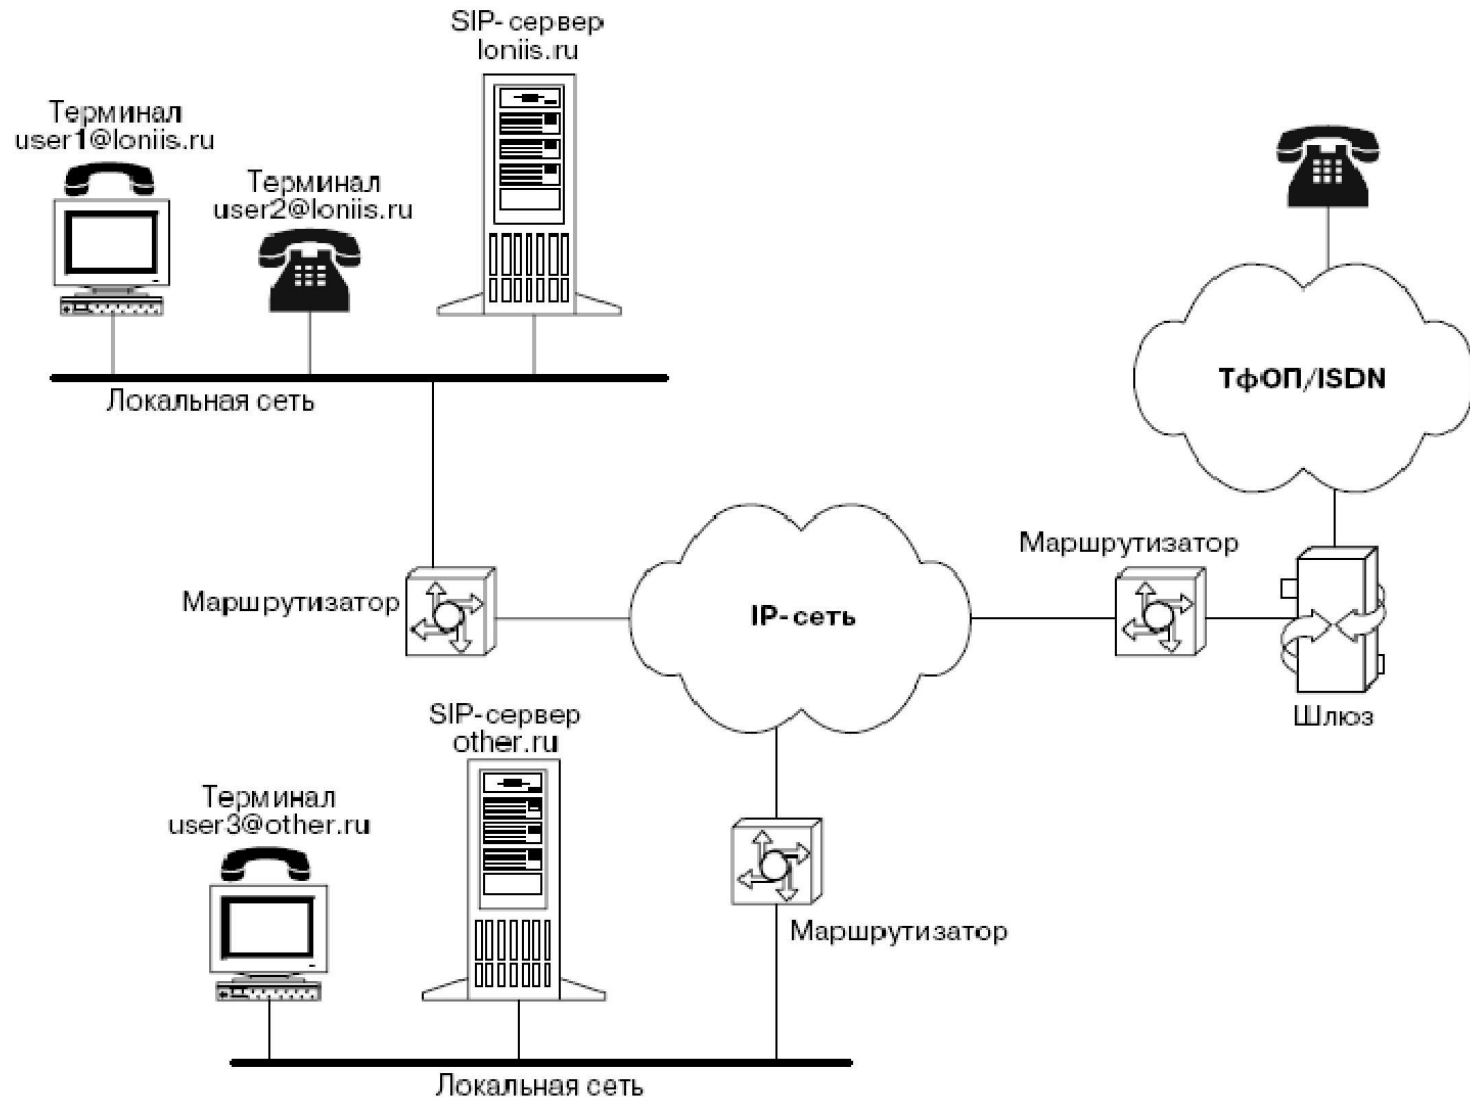 SIP-сервер
loniis.ru
Терминал
user1@loniis.ru
Терминал
user2@loniis.ru
Локальная сеть
ТфОП/ISDN
Маршрутизатор
Маршрутизатор
IP-сеть
Шлюз
SIP-сервер
other.ru
Терминал
user3@other.ru
Маршрутизатор
Локальная сеть